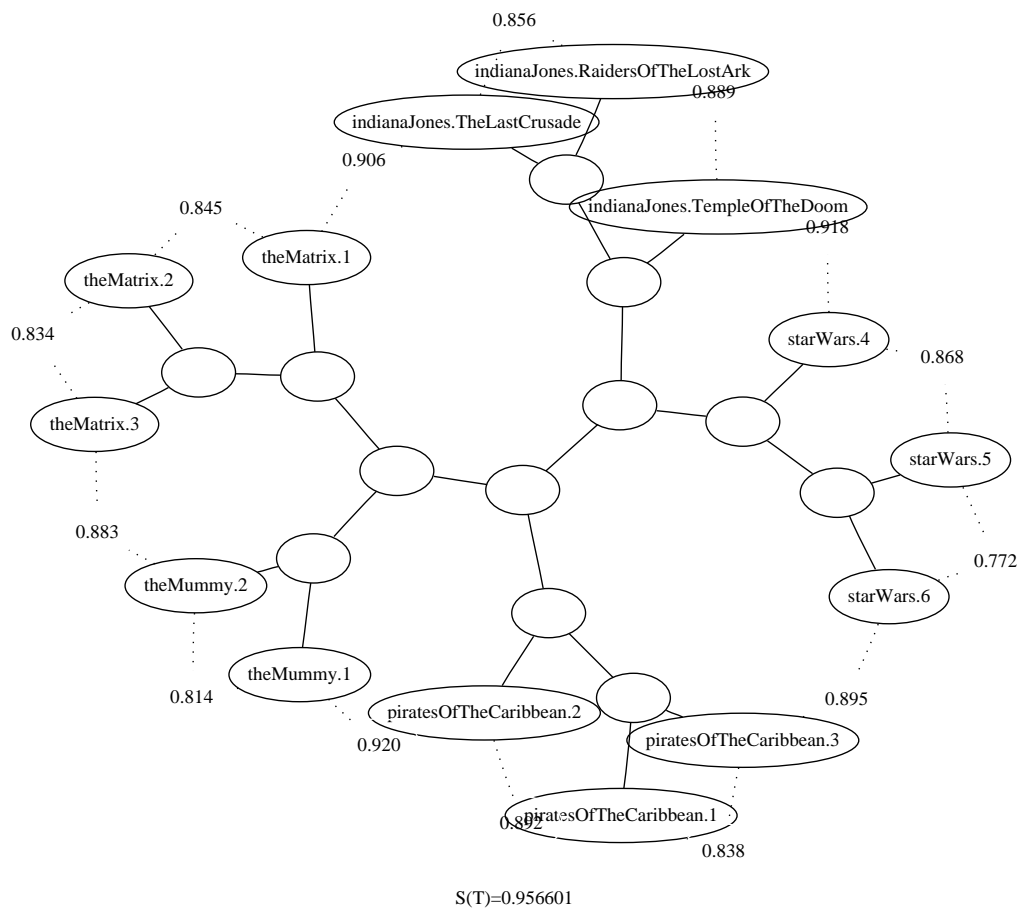 0.856
indianaJones.RaidersOfTheLostArk
0.889
indianaJones.TheLastCrusade
0.906
indianaJones.TempleOfTheDoom
0.918
0.845
theMatrix.1
theMatrix.2
0.834
starWars.4
0.868
theMatrix.3
starWars.5
0.883
0.772
theMummy.2
starWars.6
theMummy.1
0.814
0.895
piratesOfTheCaribbean.2
0.920
piratesOfTheCaribbean.3
0.892
piratesOfTheCaribbean.1
0.838
S(T)=0.956601